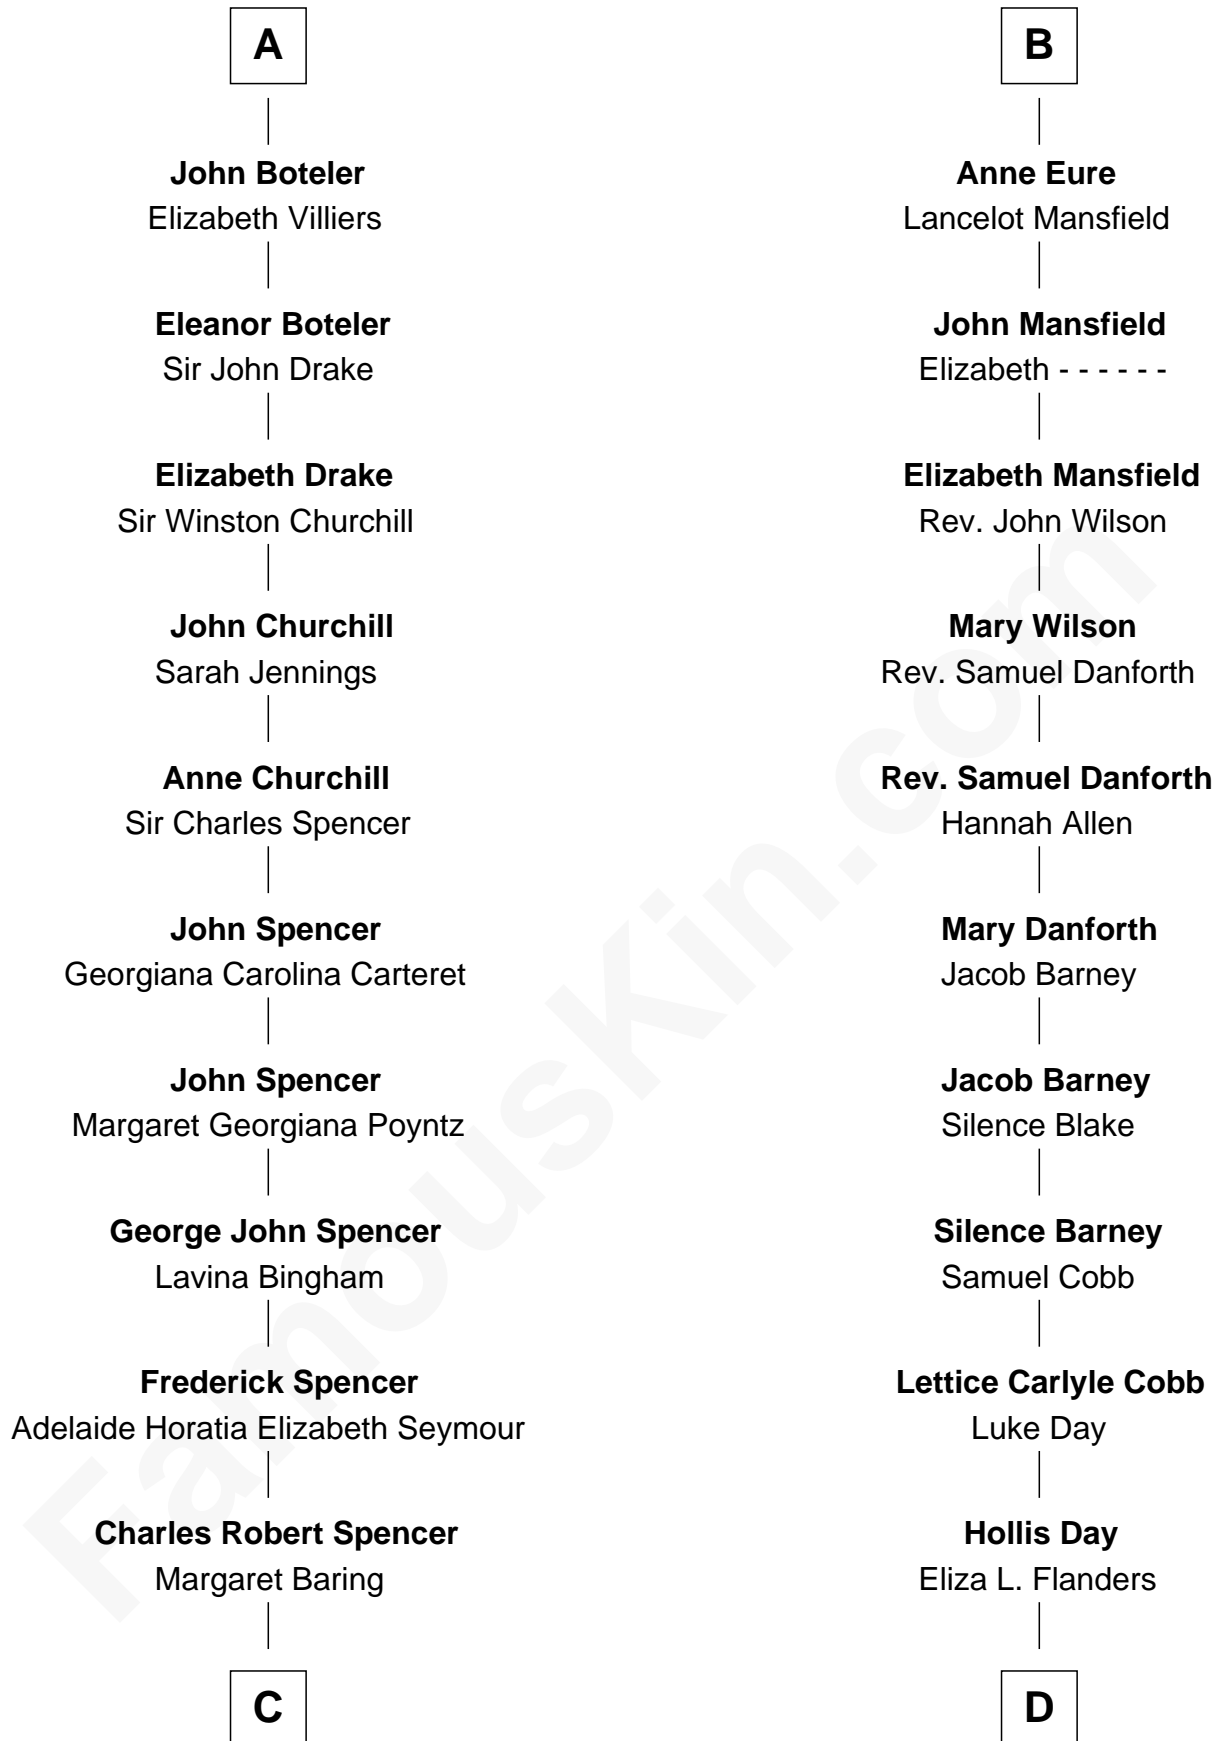 A
John Boteler
Elizabeth Villiers
Eleanor Boteler
Sir John Drake
Elizabeth Drake
Sir Winston Churchill
John Churchill
Sarah Jennings
Anne Churchill
Sir Charles Spencer
John Spencer
Georgiana Carolina Carteret
John Spencer
Margaret Georgiana Poyntz
George John Spencer
Lavina Bingham
Frederick Spencer
Adelaide Horatia Elizabeth Seymour
Charles Robert Spencer
Margaret Baring
C
B
Anne Eure
Lancelot Mansfield
John Mansfield
Elizabeth - - - - - -
Elizabeth Mansfield
Rev. John Wilson
Mary Wilson
Rev. Samuel Danforth
Rev. Samuel Danforth
Hannah Allen
Mary Danforth
Jacob Barney
Jacob Barney
Silence Blake
Silence Barney
Samuel Cobb
Lettice Carlyle Cobb
Luke Day
Hollis Day
Eliza L. Flanders
D
FamousKin.com